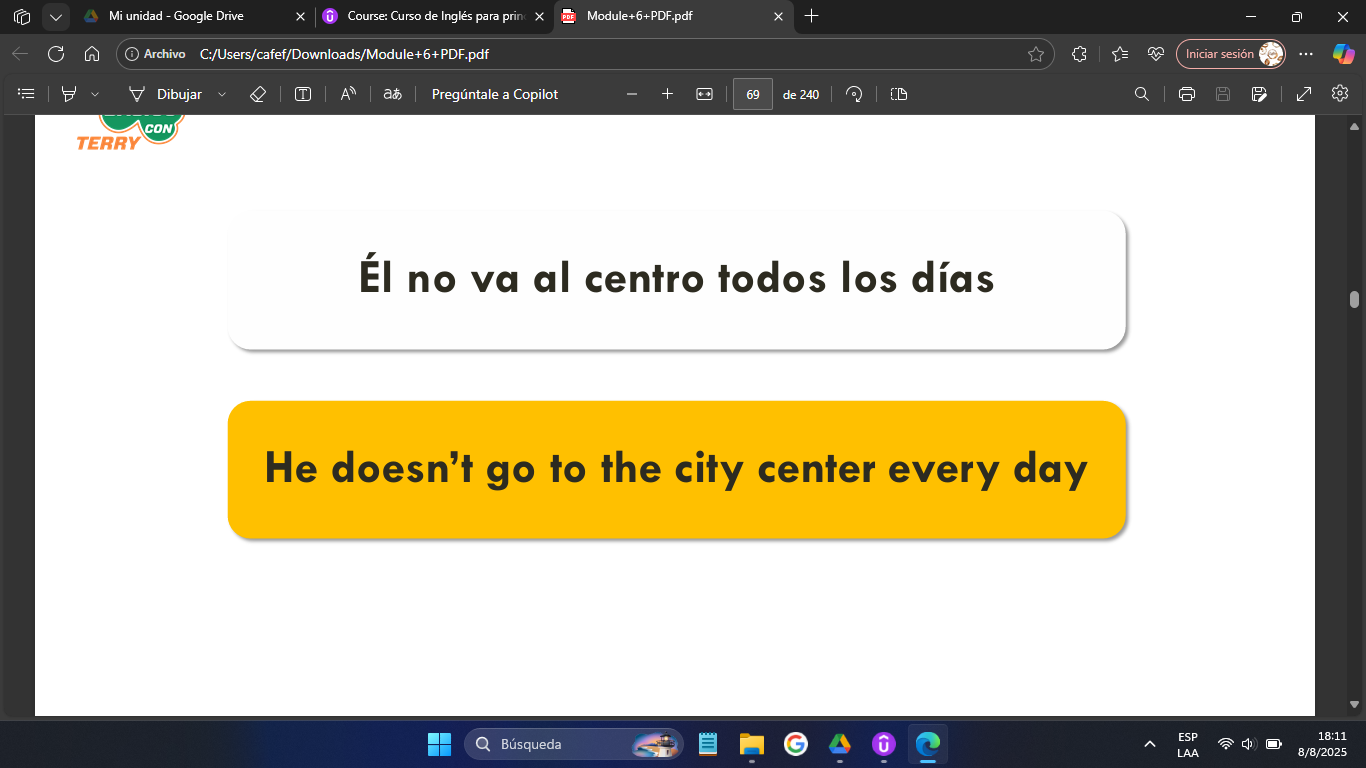 Mi unidad - Google Drive
Course: Curso de Inglés para prin
Module+6+PDF.pdf
Archivo C:/Users/cafef/Downloads/Module+6+PDF.pdf
Iniciar sesión
Dibujar
Pregúntale a Copilot
69 de 240
CON
TERRY
Él no va al centro todos los días
He doesn’t go to the city center every day
Búsqueda
ESP
LAA
18:11
8/8/2025